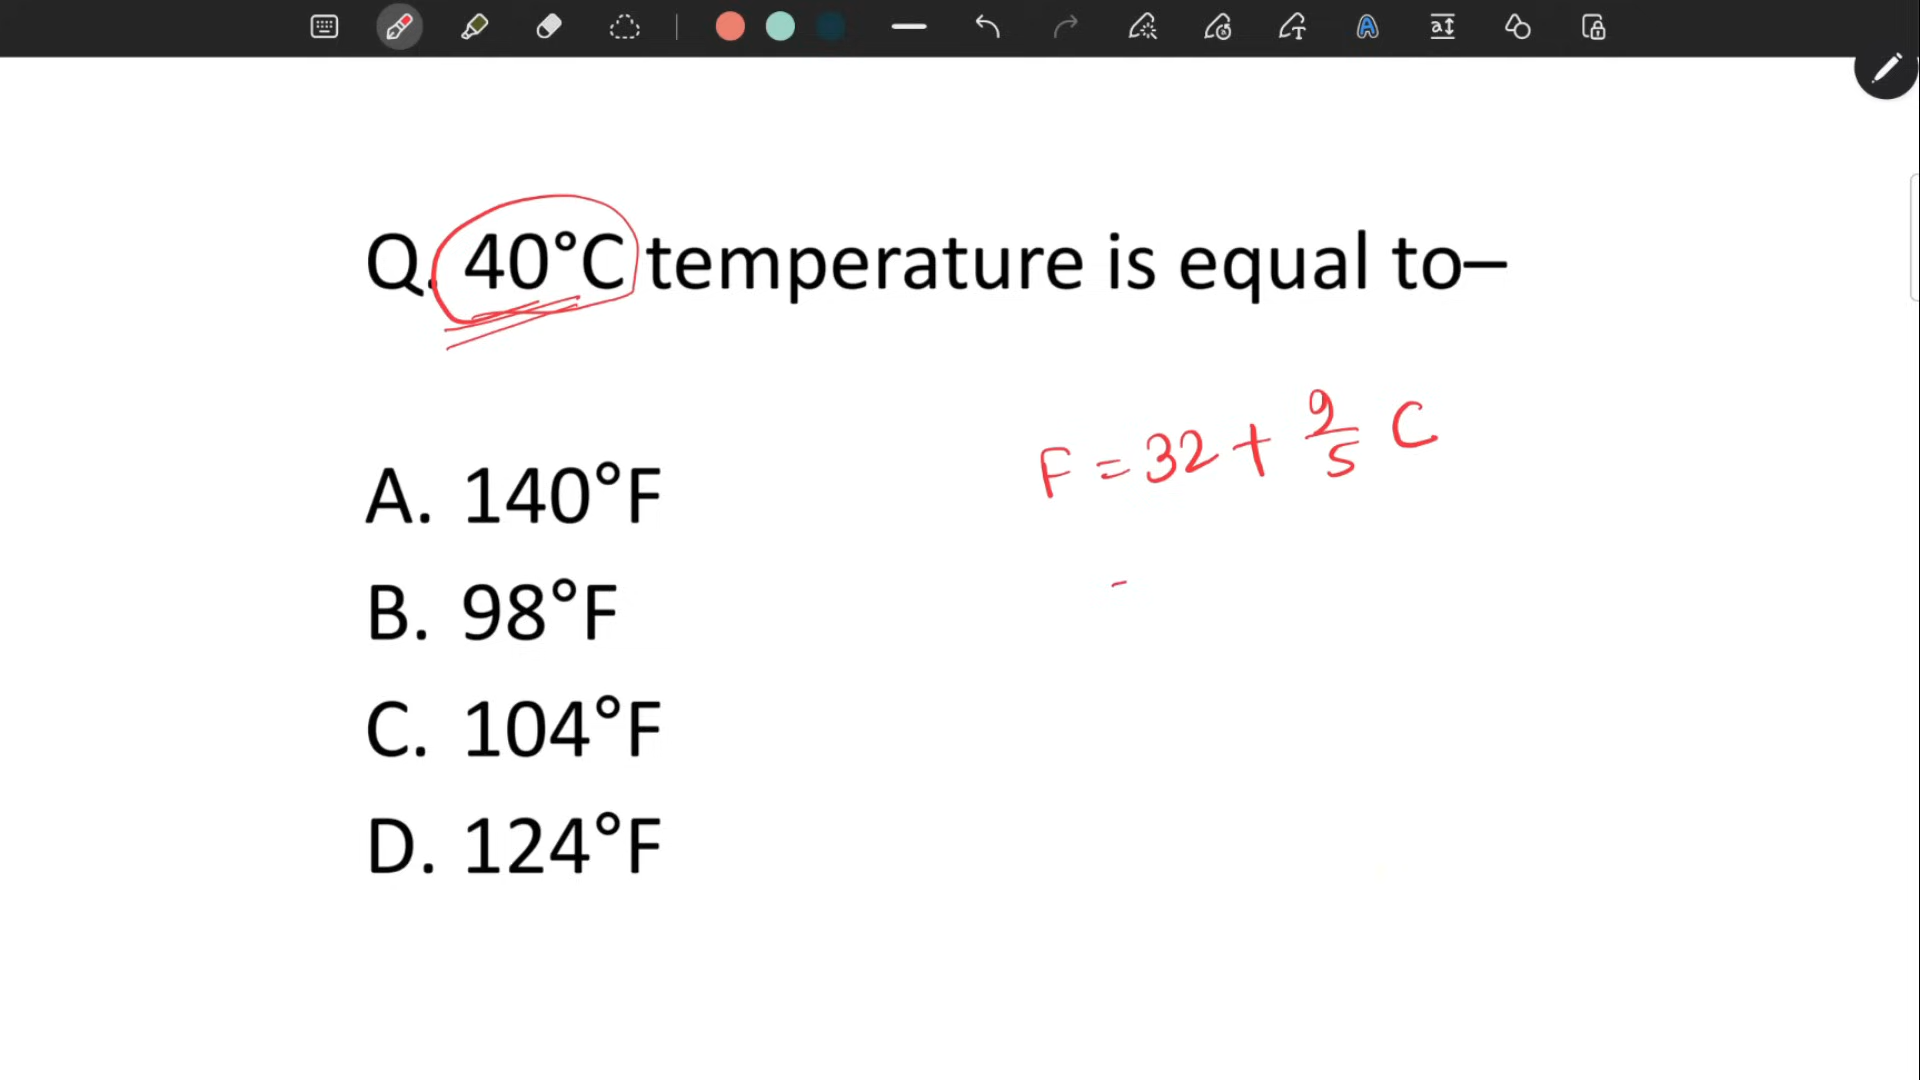 Q. 40°C temperature is equal to–
F = 32 + 9/5 C
A. 140°F
B. 98°F
C. 104°F
D. 124°F